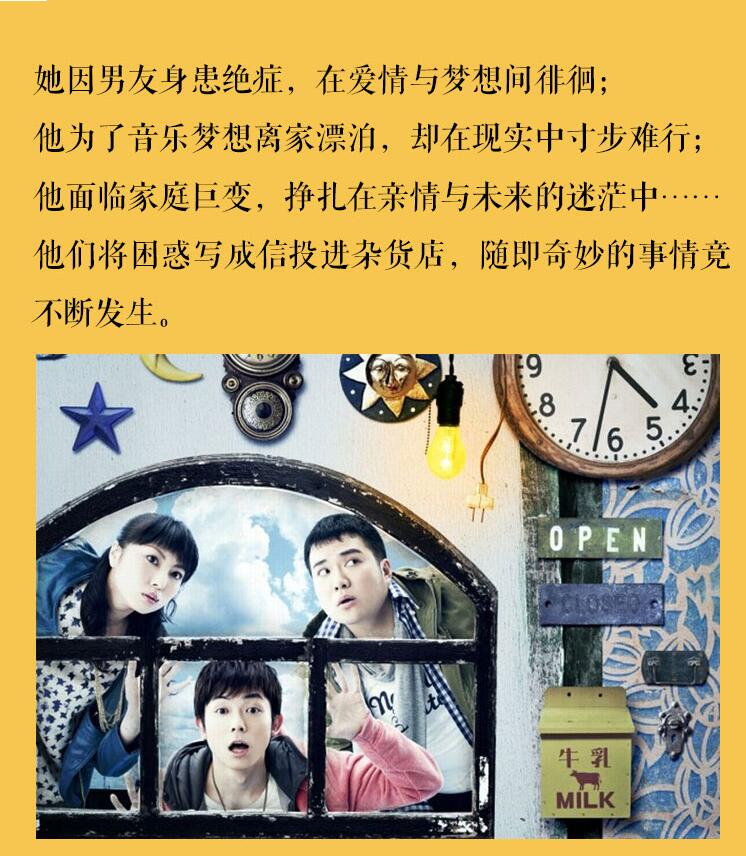 她因男友身患绝症，在爱情与梦想间徘徊；
他为了音乐梦想离家漂泊，却在现实中寸步难行；
他面临家庭巨变，挣扎在亲情与未来的迷茫中……
他们将困惑写成信投进杂货店，随即奇妙的事情竟
不断发生。
9 3
8 4
7 6 5
OPEN
CLOSED
牛乳
MILK